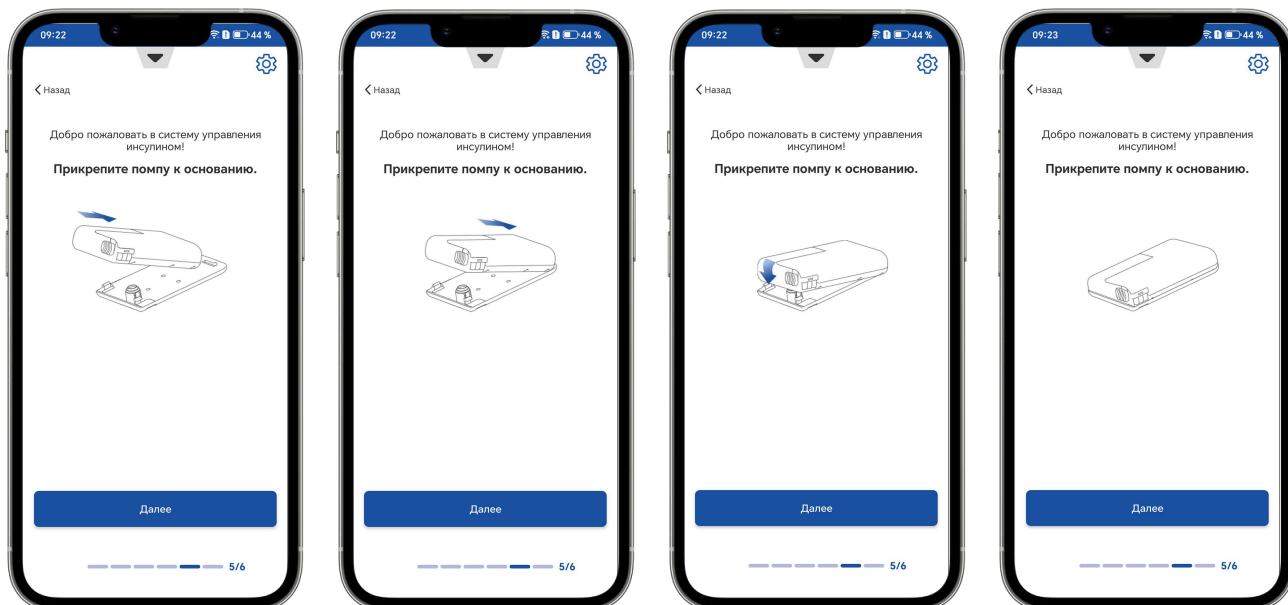 09:22
44 %
Назад
Добро пожаловать в систему управления
инсулином!
Прикрепите помпу к основанию.
Далее
5/6
09:22
44 %
Назад
Добро пожаловать в систему управления
инсулином!
Прикрепите помпу к основанию.
Далее
5/6
09:22
44 %
Назад
Добро пожаловать в систему управления
инсулином!
Прикрепите помпу к основанию.
Далее
5/6
09:23
44 %
Назад
Добро пожаловать в систему управления
инсулином!
Прикрепите помпу к основанию.
Далее
5/6